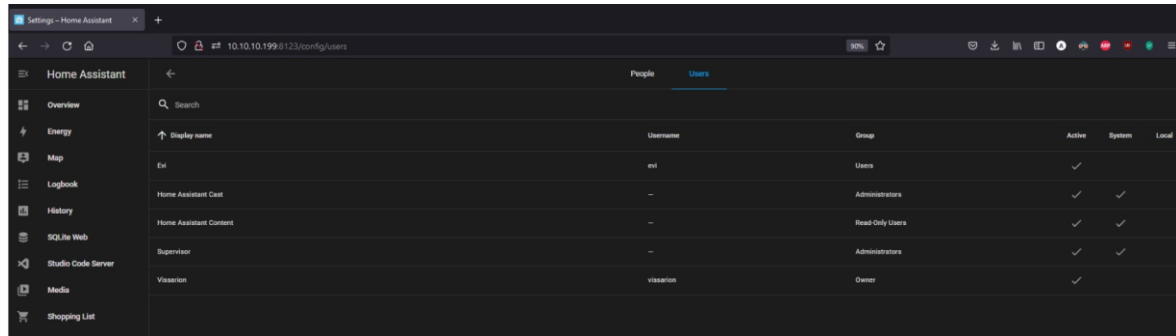 Settings – Home Assistant
10.10.10.199:8123/config/users 90%
Home Assistant People Users
Overview Search
Energy Display name Username Group Active System Local
Map Evi evi Users
Logbook Home Assistant Cast – Administrators
History Home Assistant Content – Read-Only Users
SQLite Web Supervisor – Administrators
Studio Code Server
Media Vissarion vissarion Owner
Shopping List